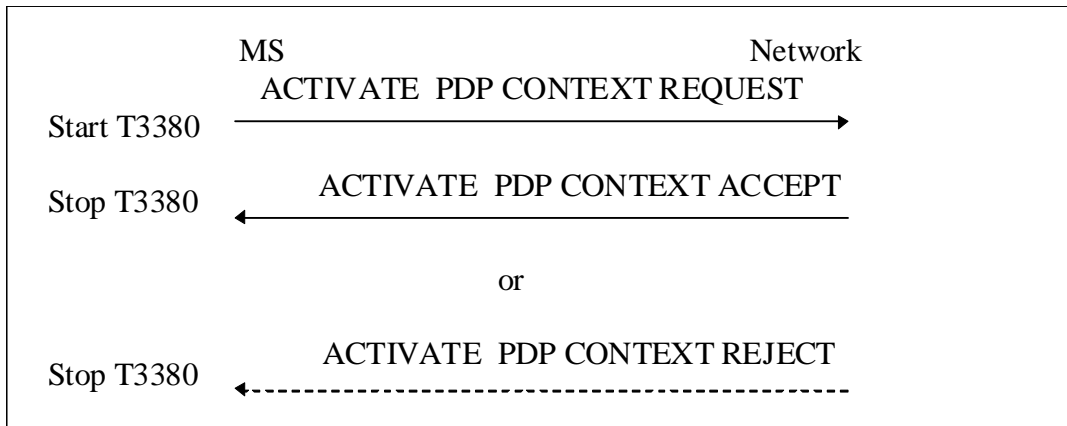 MS Network
ACTIVATE PDP CONTEXT REQUEST
Start T3380
ACTIVATE PDP CONTEXT ACCEPT
Stop T3380
or
ACTIVATE PDP CONTEXT REJECT
Stop T3380